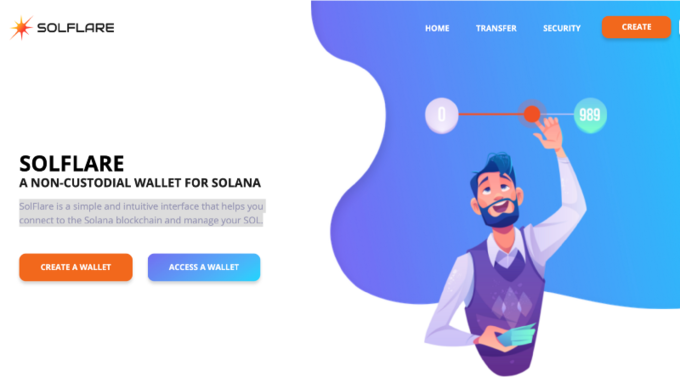 SOLFLARE
HOME TRANSFER SECURITY CREATE
0 989
SOLFLARE
A NON-CUSTODIAL WALLET FOR SOLANA
SolFlare is a simple and intuitive interface that helps you
connect to the Solana blockchain and manage your SOL.
CREATE A WALLET ACCESS A WALLET